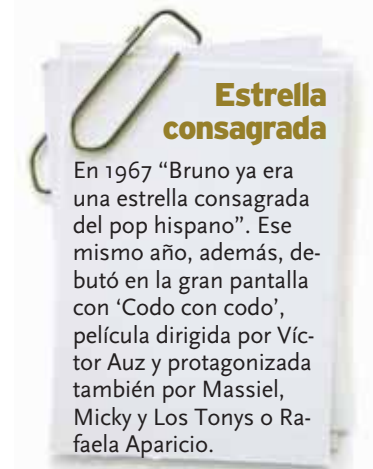 Estrella
consagrada
En 1967 “Bruno ya era
una estrella consagrada
del pop hispano”. Ese
mismo año, además, de-
butó en la gran pantalla
con ‘Codo con codo’,
película dirigida por Víc-
tor Auz y protagonizada
también por Massiel,
Micky y Los Tonys o Ra-
faela Aparicio.